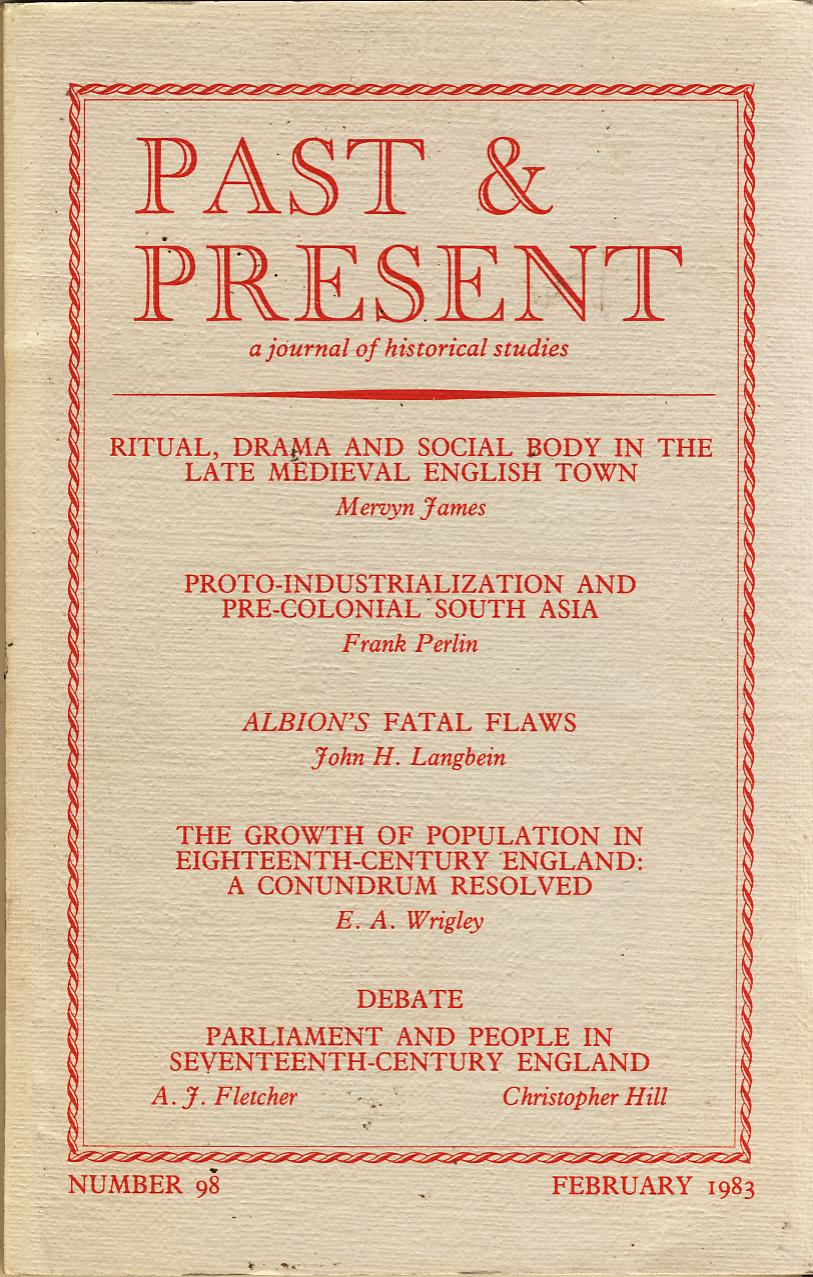 PAST &
PRESENT
a journal of historical studies
RITUAL, DRAMA AND SOCIAL BODY IN THE
LATE MEDIEVAL ENGLISH TOWN
Mervyn James
PROTO-INDUSTRIALIZATION AND
PRE-COLONIAL SOUTH ASIA
Frank Perlin
ALBION'S FATAL FLAWS
John H. Langbein
THE GROWTH OF POPULATION IN
EIGHTEENTH-CENTURY ENGLAND:
A CONUNDRUM RESOLVED
E. A. Wrigley
DEBATE
PARLIAMENT AND PEOPLE IN
SEVENTEENTH-CENTURY ENGLAND
A. J. Fletcher Christopher Hill
NUMBER 98 FEBRUARY 1983